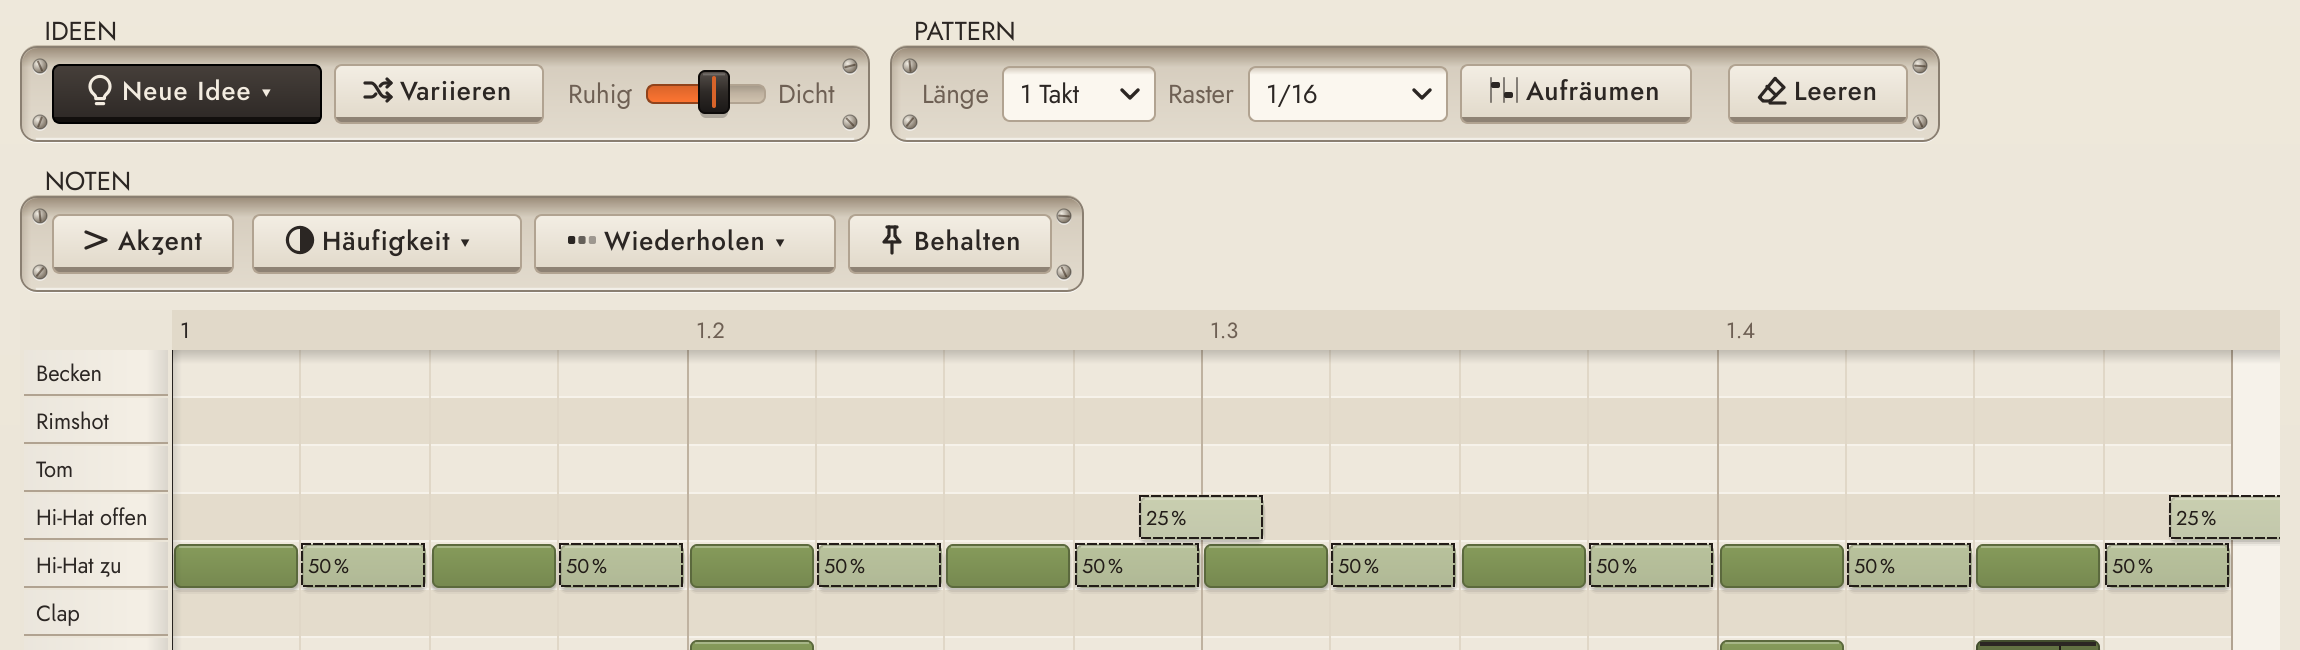 IDEEN
Neue Idee ▾
Variieren
Ruhig
Dicht
PATTERN
Länge
1 Takt
Raster
1/16
Aufräumen
Leeren
NOTEN
Akzent
Häufigkeit ▾
Wiederholen ▾
Behalten
1 1.2 1.3 1.4
Becken
Rimshot
Tom
Hi-Hat offen 25 % 25 %
Hi-Hat zu 50 % 50 % 50 % 50 % 50 % 50 % 50 % 50 %
Clap